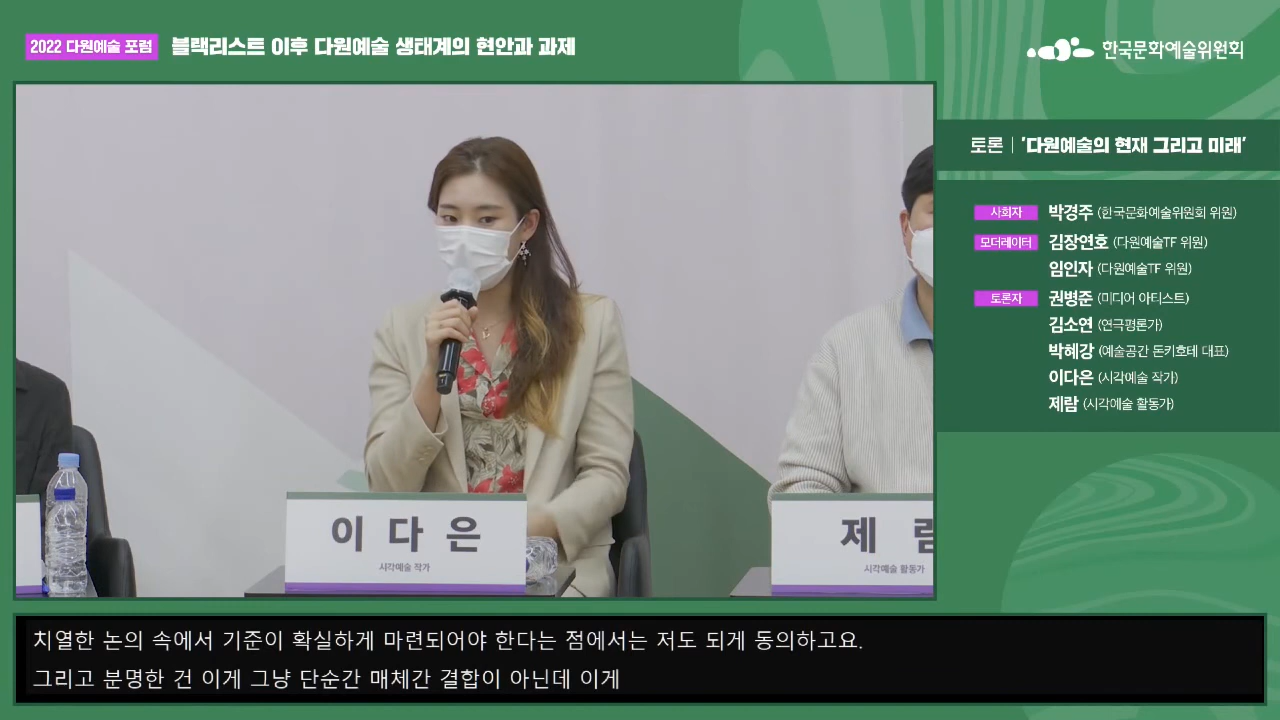 2022 다원예술 포럼 블랙리스트 이후 다원예술 생태계의 현안과 과제
한국문화예술위원회
토론 | '다원예술의 현재 그리고 미래'
사회자 박경주 (한국문화예술위원회 위원)
모더레이터 김장연호 (다원예술TF 위원)
임인자 (다원예술TF 위원)
토론자 권병준 (미디어 아티스트)
김소연 (연극평론가)
박혜강 (예술공간 돈키호테 대표)
이다은 (시각예술 작가)
제람 (시각예술 활동가)
이다은
시각예술 작가
제람
시각예술 활동가
치열한 논의 속에서 기준이 확실하게 마련되어야 한다는 점에서는 저도 되게 동의하고요.
그리고 분명한 건 이게 그냥 단순간 매체간 결합이 아닌데 이게